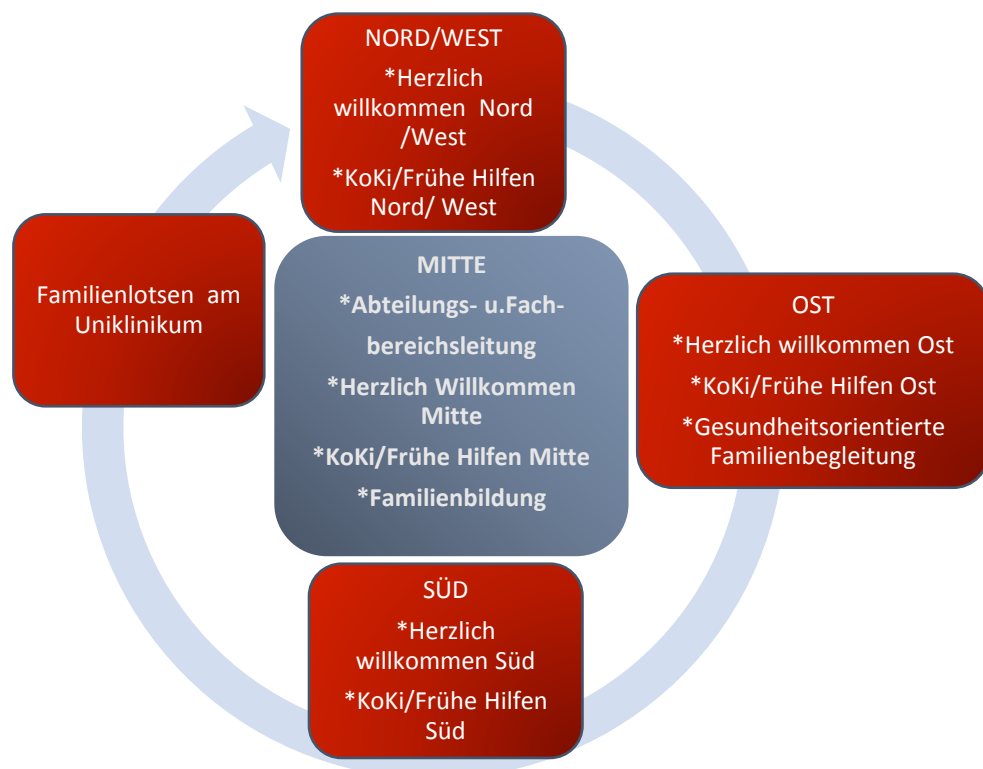 NORD/WEST
*Herzlich
willkommen Nord
/West
*KoKi/Frühe Hilfen
Nord/ West
Familienlotsen am
Uniklinikum
MITTE
*Abteilungs- u.Fach-
bereichsleitung
*Herzlich Willkommen
Mitte
*KoKi/Frühe Hilfen Mitte
*Familienbildung
OST
*Herzlich willkommen Ost
*KoKi/Frühe Hilfen Ost
*Gesundheitsorientierte
Familienbegleitung
SÜD
*Herzlich
willkommen Süd
*KoKi/Frühe Hilfen
Süd